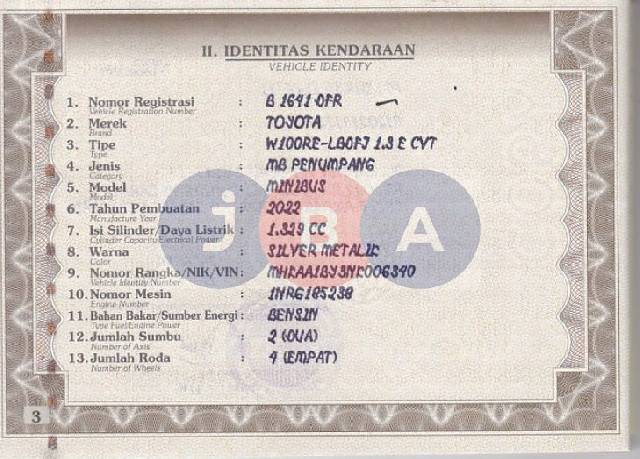 II. IDENTITAS KENDARAAN
VEHICLE IDENTITY
1. Nomor Registrasi : B 1641 OFR
Vehicle Registration Number
2. Merek : TOYOTA
Brand
3. Tipe : W100RE-LBQFJ 1.3 E CVT
Type
4. Jenis : MB PENUMPANG
Category
5. Model : MINIBUS
Model
6. Tahun Pembuatan : 2022
Manufacture Year
7. Isi Silinder/Daya Listrik : 1.329 CC
Cylinder Capacity/Electrical Power
8. Warna : SILVER METALIK
Color
9. Nomor Rangka/NIK/VIN :
Vehicle Identity Number
10. Nomor Mesin :
Engine Number
11. Bahan Bakar/Sumber Energi : BENSIN
Type Fuel/Engine Power
12. Jumlah Sumbu : 2 (DUA)
Number of Axis
13. Jumlah Roda : 4 (EMPAT)
Number of Wheels
jBA
3